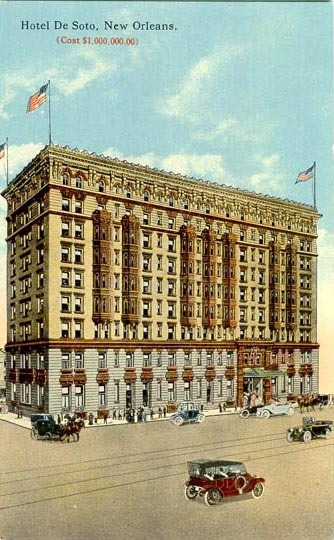 Hotel De Soto, New Orleans.
(Cost $1,000,000.00)